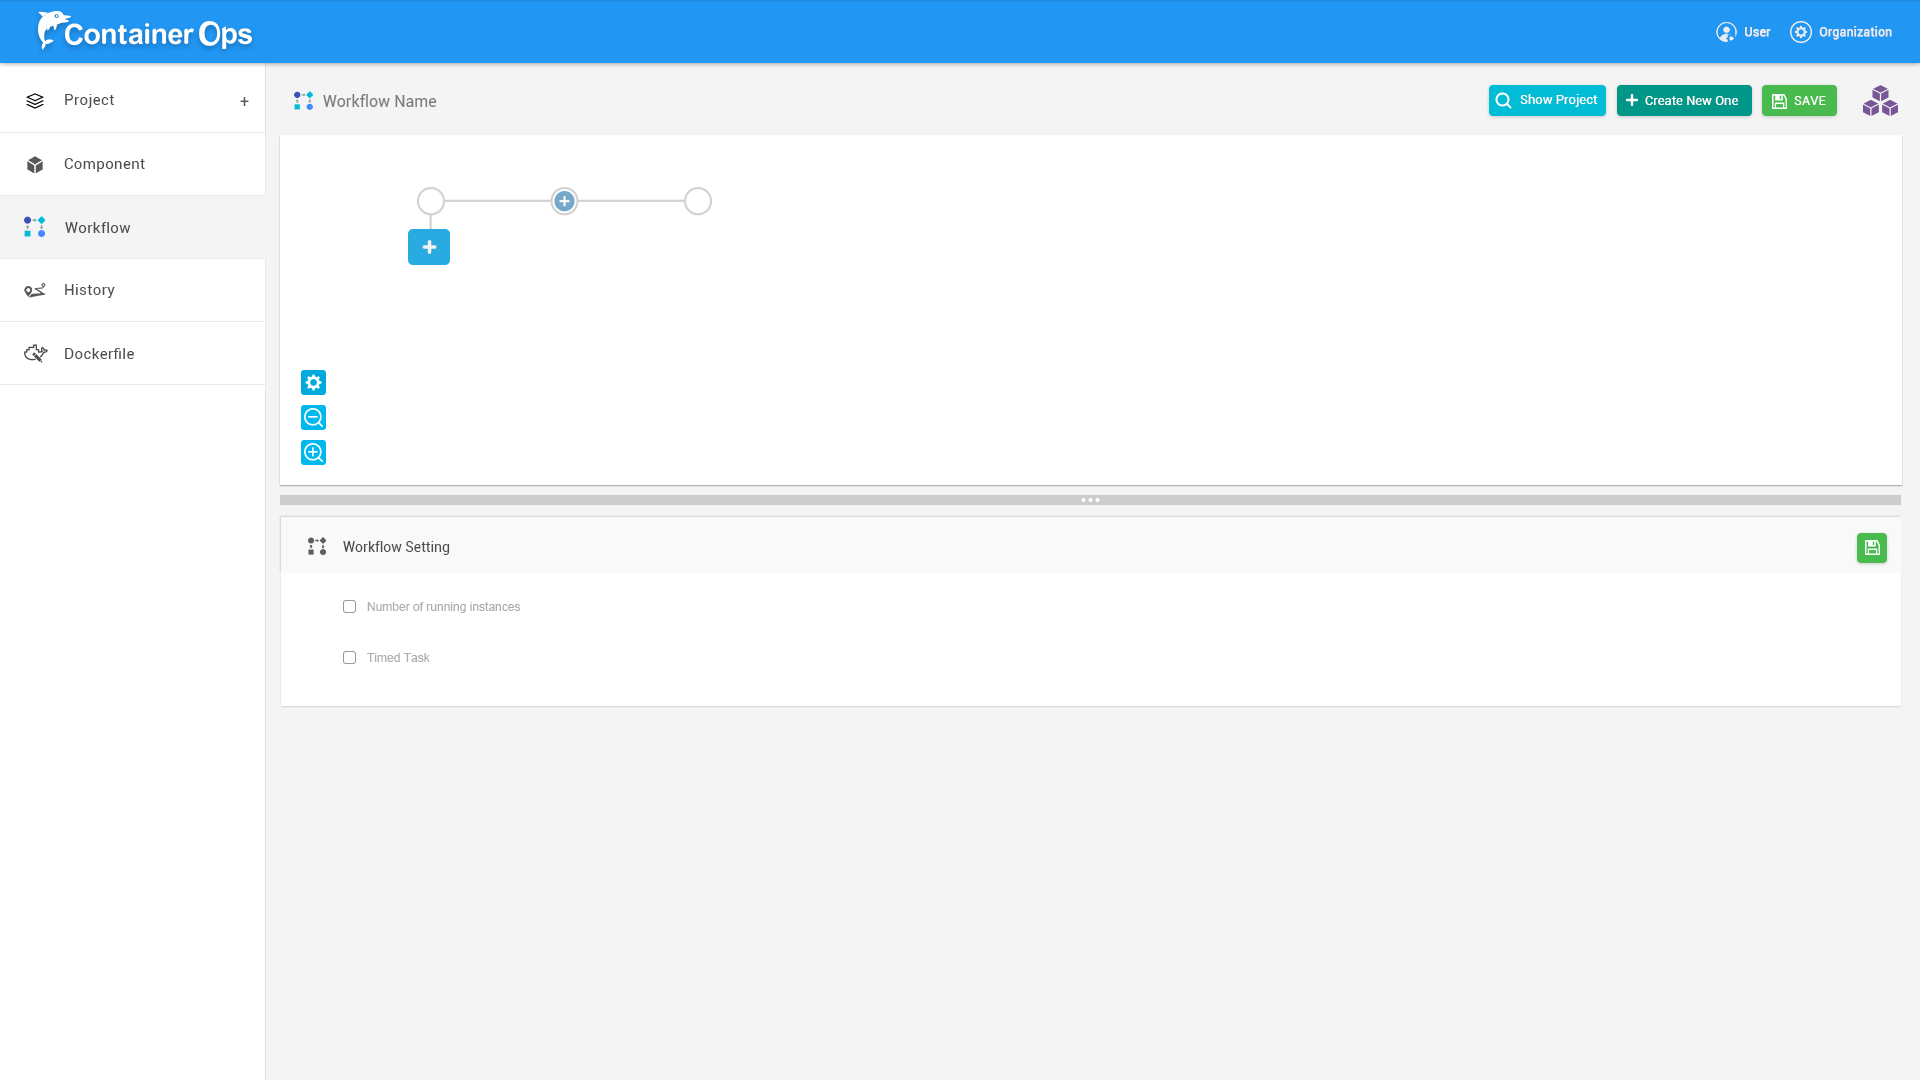 Container Ops
User
Organization
Project +
Component
Workflow
History
Dockerfile
Workflow Name
Show Project
Create New One
SAVE
Workflow Setting
Number of running instances
Timed Task